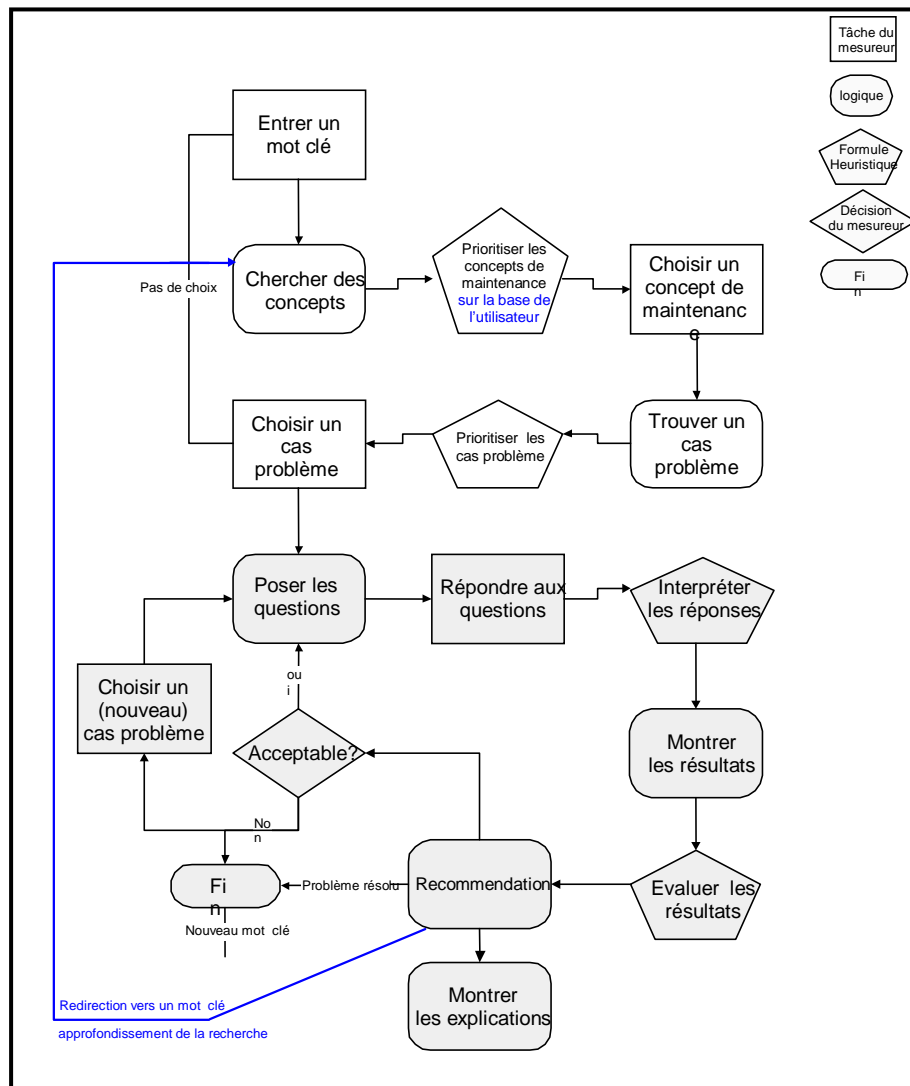 Tâche du
mesureur
logique
Formule
Heuristique
Décision
du mesureur
Fi
n
Entrer un
mot clé
Pas de choix
Chercher des
concepts
Prioritiser les
concepts de
maintenance
sur la base de
l'utilisateur
Choisir un
concept de
maintenanc
e
Choisir un
cas
problème
Prioritiser les
cas problème
Trouver un
cas
problème
Poser les
questions
Répondre aux
questions
Interpréter
les réponses
ou
i
Choisir un
(nouveau)
cas problème
Acceptable?
Montrer
les résultats
No
n
Fi
n
Problème résolu
Recommendation
Evaluer les
résultats
Nouveau mot clé
Montrer
les explications
Redirection vers un mot clé
approfondissement de la recherche